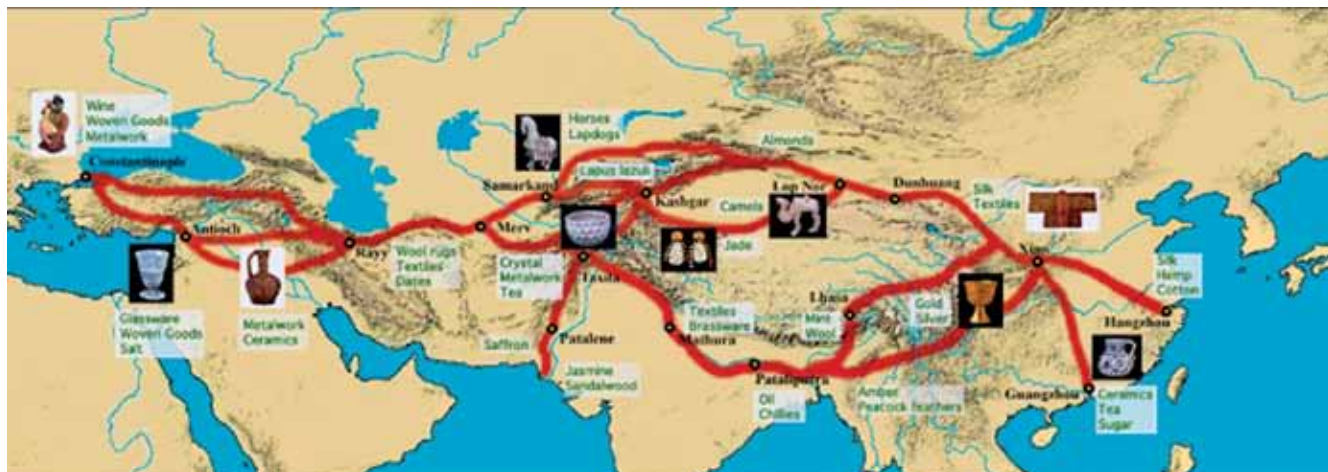 Wine
Woven Goods
Metalwork
Constantinople
Antioch
Glassware
Woven Goods
Salt
Metalwork
Ceramics
Rayy
Wool rugs
Textiles
Dates
Merv
Crystal
Metalwork
Tea
Horses
Lapdogs
Samarkand
Lapus lazuli
Kashgar
Taxila
Saffron
Patalene
Jasmine
Sandalwood
Textiles
Brassware
Mathura
Pataliputra
Oil
Chillies
Almonds
Camels
Jade
Lop Nor
Dunhuang
Silk
Textiles
Xian
Lhasa
Wool
Gold
Silver
Amber
Peacock feathers
Silk
Hemp
Cotton
Hangzhou
Guangzhou
Ceramics
Tea
Sugar